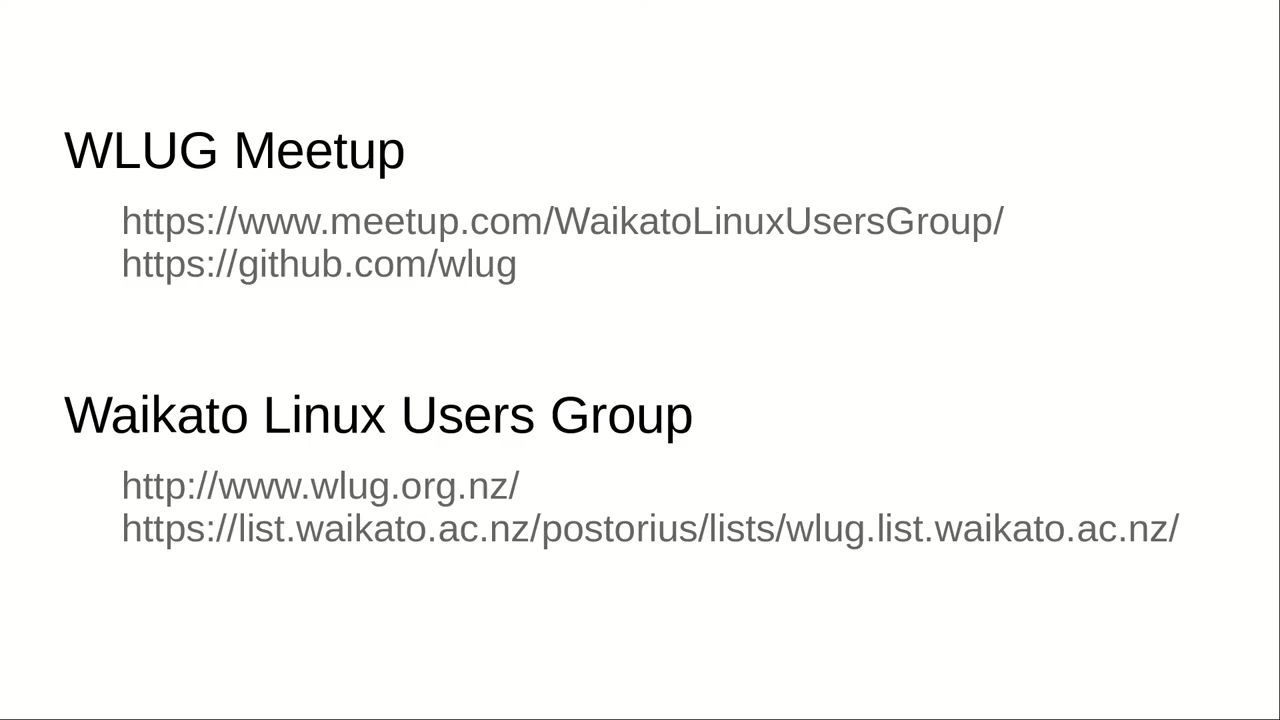 WLUG Meetup
https://www.meetup.com/WaikatoLinuxUsersGroup/
https://github.com/wlug
Waikato Linux Users Group
http://www.wlug.org.nz/
https://list.waikato.ac.nz/postorius/lists/wlug.list.waikato.ac.nz/